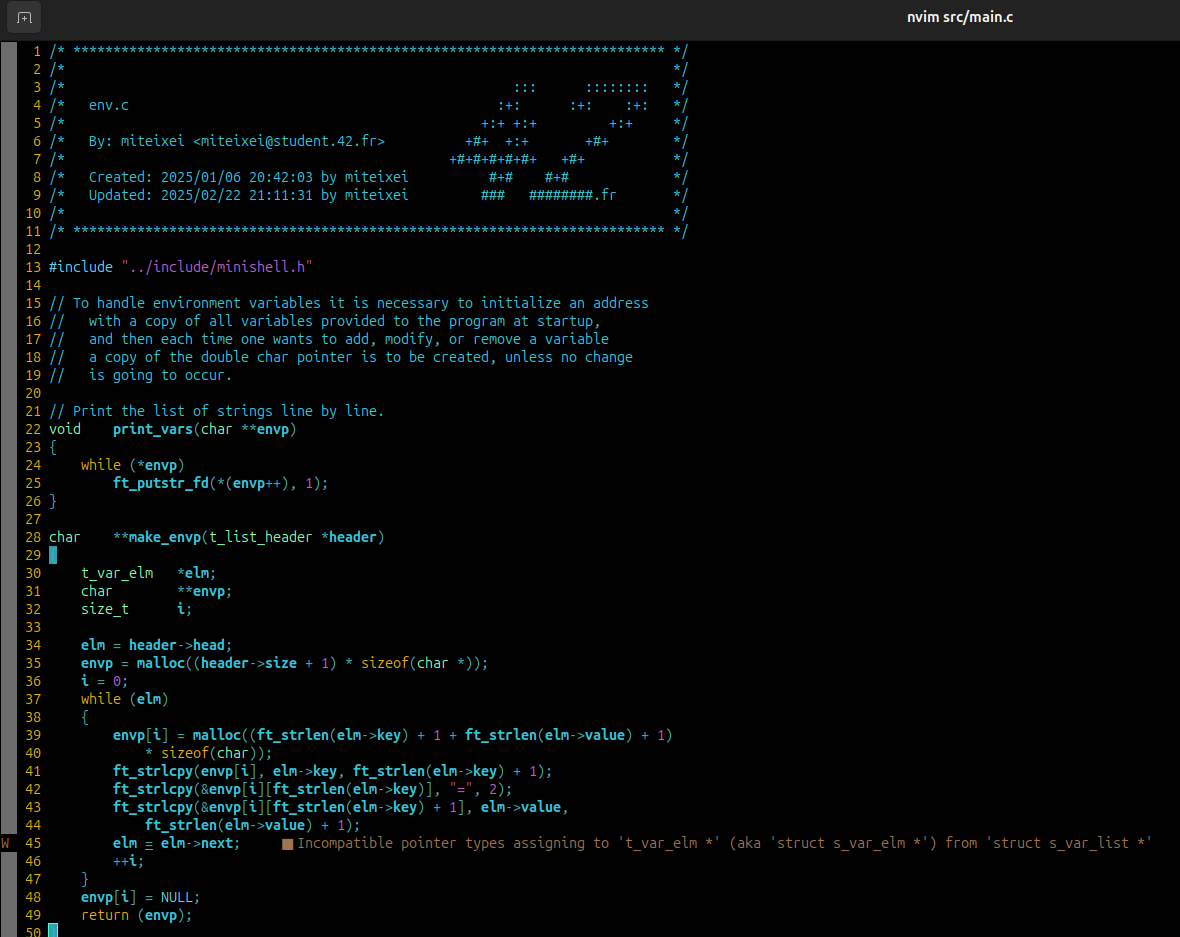 nvim src/main.c
1 /* ************************************************************************** */
2 /*                                                                            */
3 /*                                                        :::      ::::::::   */
4 /*   env.c                                              :+:      :+:    :+:   */
5 /*                                                    +:+ +:+         +:+     */
6 /*   By: miteixei <miteixei@student.42.fr>          +#+  +:+       +#+        */
7 /*                                                +#+#+#+#+#+   +#+           */
8 /*   Created: 2025/01/06 20:42:03 by miteixei          #+#    #+#             */
9 /*   Updated: 2025/02/22 21:11:31 by miteixei         ###   ########.fr       */
10 /*                                                                            */
11 /* ************************************************************************** */
12
13 #include "../include/minishell.h"
14
15 // To handle environment variables it is necessary to initialize an address
16 //   with a copy of all variables provided to the program at startup,
17 //   and then each time one wants to add, modify, or remove a variable
18 //   a copy of the double char pointer is to be created, unless no change
19 //   is going to occur.
20
21 // Print the list of strings line by line.
22 void    print_vars(char **envp)
23 {
24     while (*envp)
25         ft_putstr_fd(*(envp++), 1);
26 }
27
28 char    **make_envp(t_list_header *header)
29 {
30     t_var_elm   *elm;
31     char        **envp;
32     size_t      i;
33
34     elm = header->head;
35     envp = malloc((header->size + 1) * sizeof(char *));
36     i = 0;
37     while (elm)
38     {
39         envp[i] = malloc((ft_strlen(elm->key) + 1 + ft_strlen(elm->value) + 1)
40             * sizeof(char));
41         ft_strlcpy(envp[i], elm->key, ft_strlen(elm->key) + 1);
42         ft_strlcpy(&envp[i][ft_strlen(elm->key)], "=", 2);
43         ft_strlcpy(&envp[i][ft_strlen(elm->key) + 1], elm->value,
44             ft_strlen(elm->value) + 1);
W 45         elm = elm->next;     ■ Incompatible pointer types assigning to 't_var_elm *' (aka 'struct s_var_elm *') from 'struct s_var_list *'
46         ++i;
47     }
48     envp[i] = NULL;
49     return (envp);
50 }